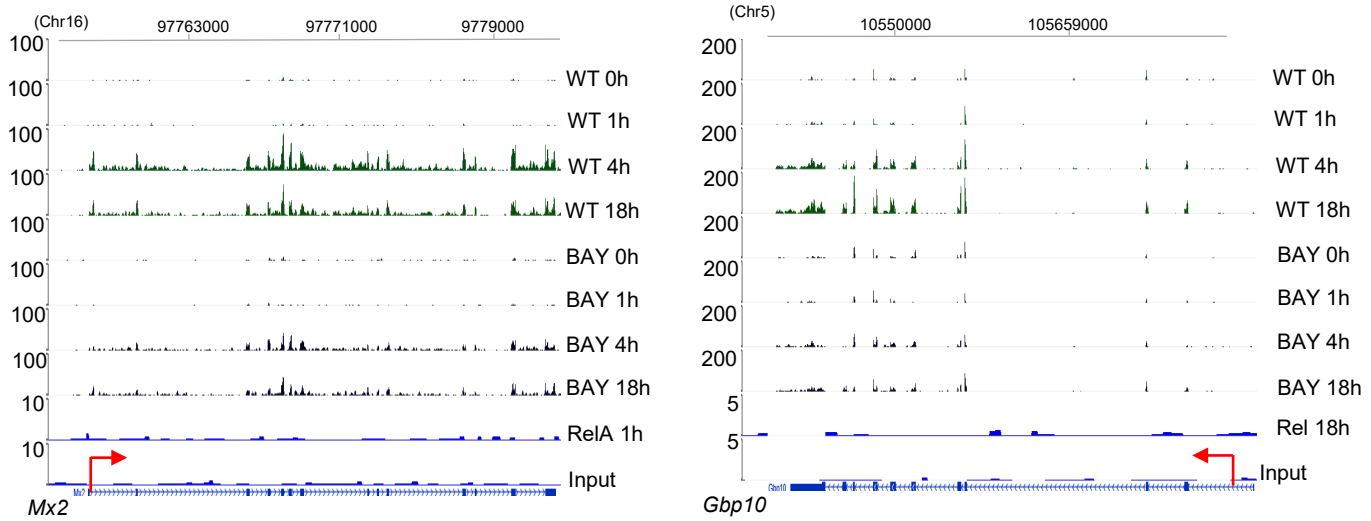 (Chr16)
97763000 97771000 97779000
100
WT 0h
100
WT 1h
100
WT 4h
100
WT 18h
100
BAY 0h
100
BAY 1h
100
BAY 4h
100
BAY 18h
10
RelA 1h
10
Input
Mx2
Mx2
(Chr5)
10550000 105659000
200
WT 0h
200
WT 1h
200
WT 4h
200
WT 18h
200
BAY 0h
200
BAY 1h
200
BAY 4h
200
BAY 18h
5
Rel 18h
5
Input
Gbp10
Gbp10